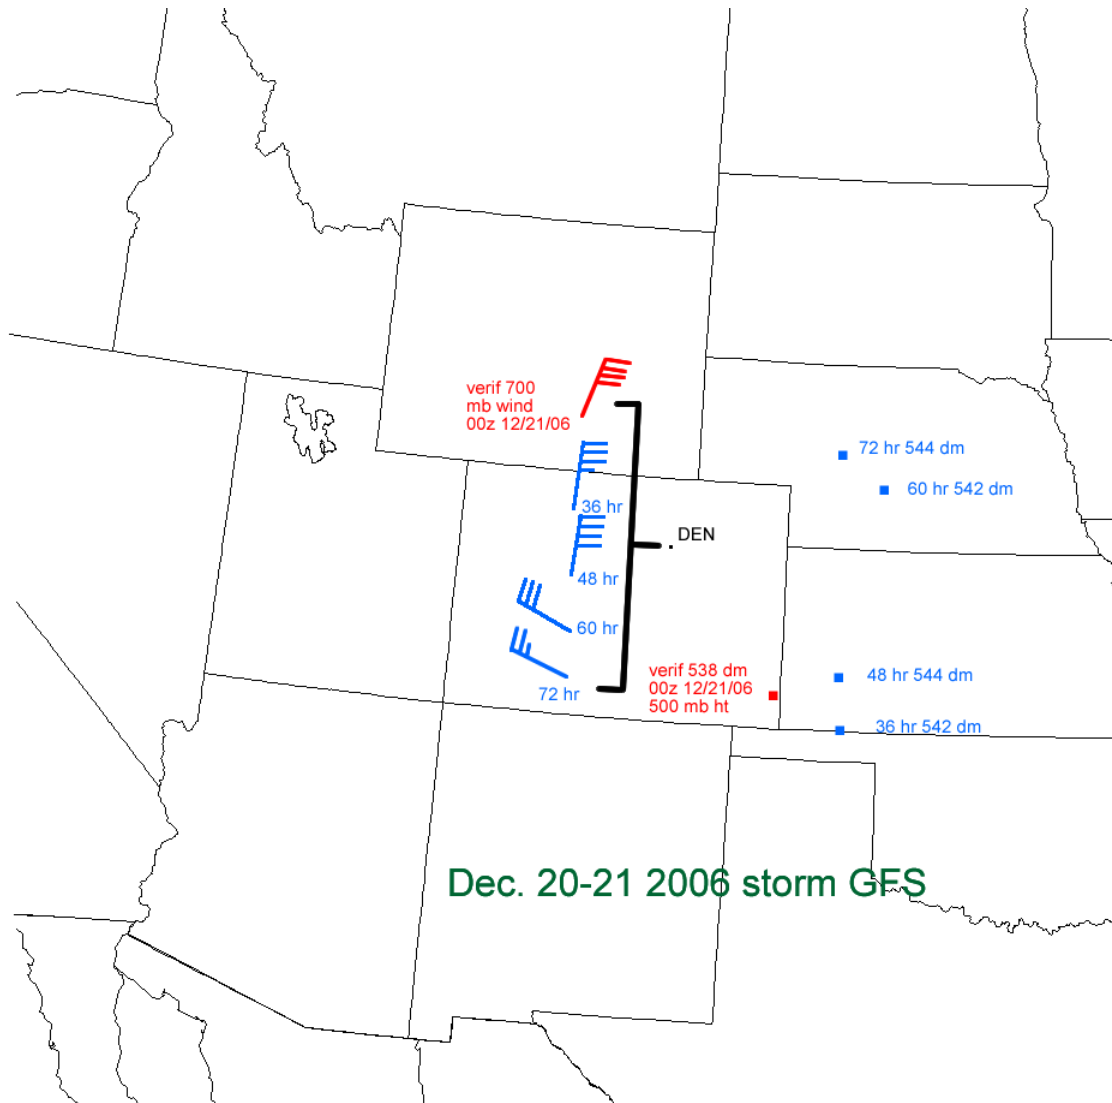 verif 700
mb wind
00z 12/21/06
72 hr 544 dm
60 hr 542 dm
36 hr
DEN
48 hr
60 hr
72 hr
verif 538 dm
00z 12/21/06
500 mb ht
48 hr 544 dm
36 hr 542 dm
Dec. 20-21 2006 storm GFS